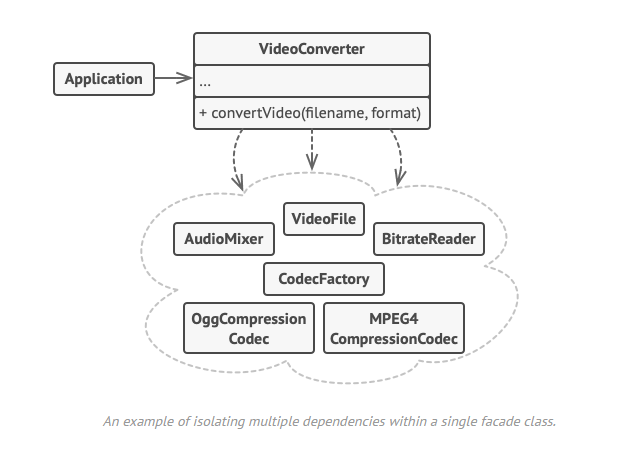 VideoConverter
Application
...
+ convertVideo(filename, format)
VideoFile
AudioMixer
BitrateReader
CodecFactory
OggCompression
Codec
MPEG4
CompressionCodec
An example of isolating multiple dependencies within a single facade class.